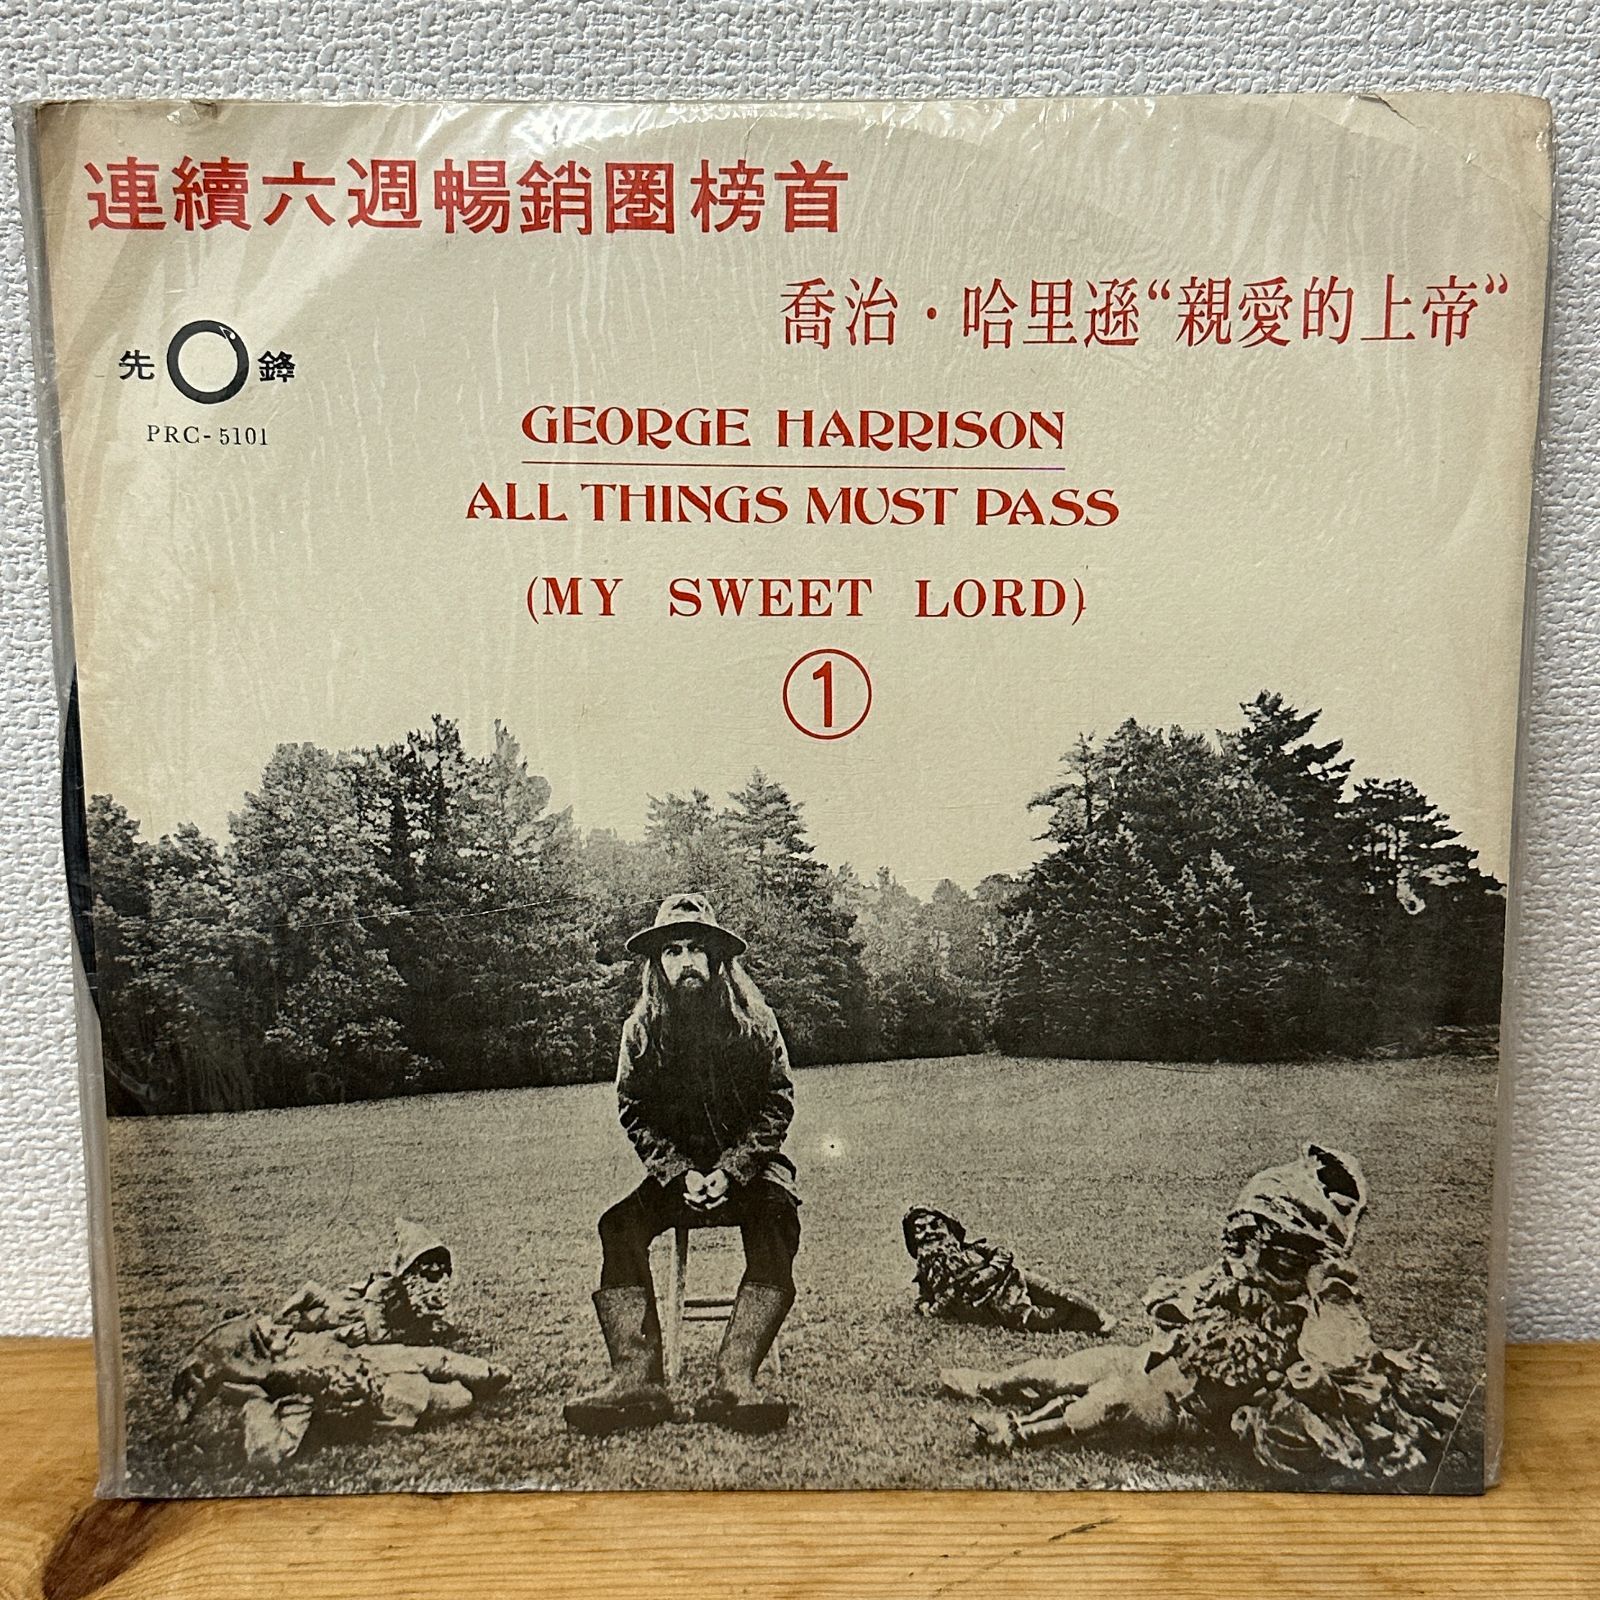 連續六週暢銷圈榜首
喬治・哈里遜“親愛的上帝”
先 鋒
PRC-5101
GEORGE HARRISON
ALL THINGS MUST PASS
(MY SWEET LORD)
①